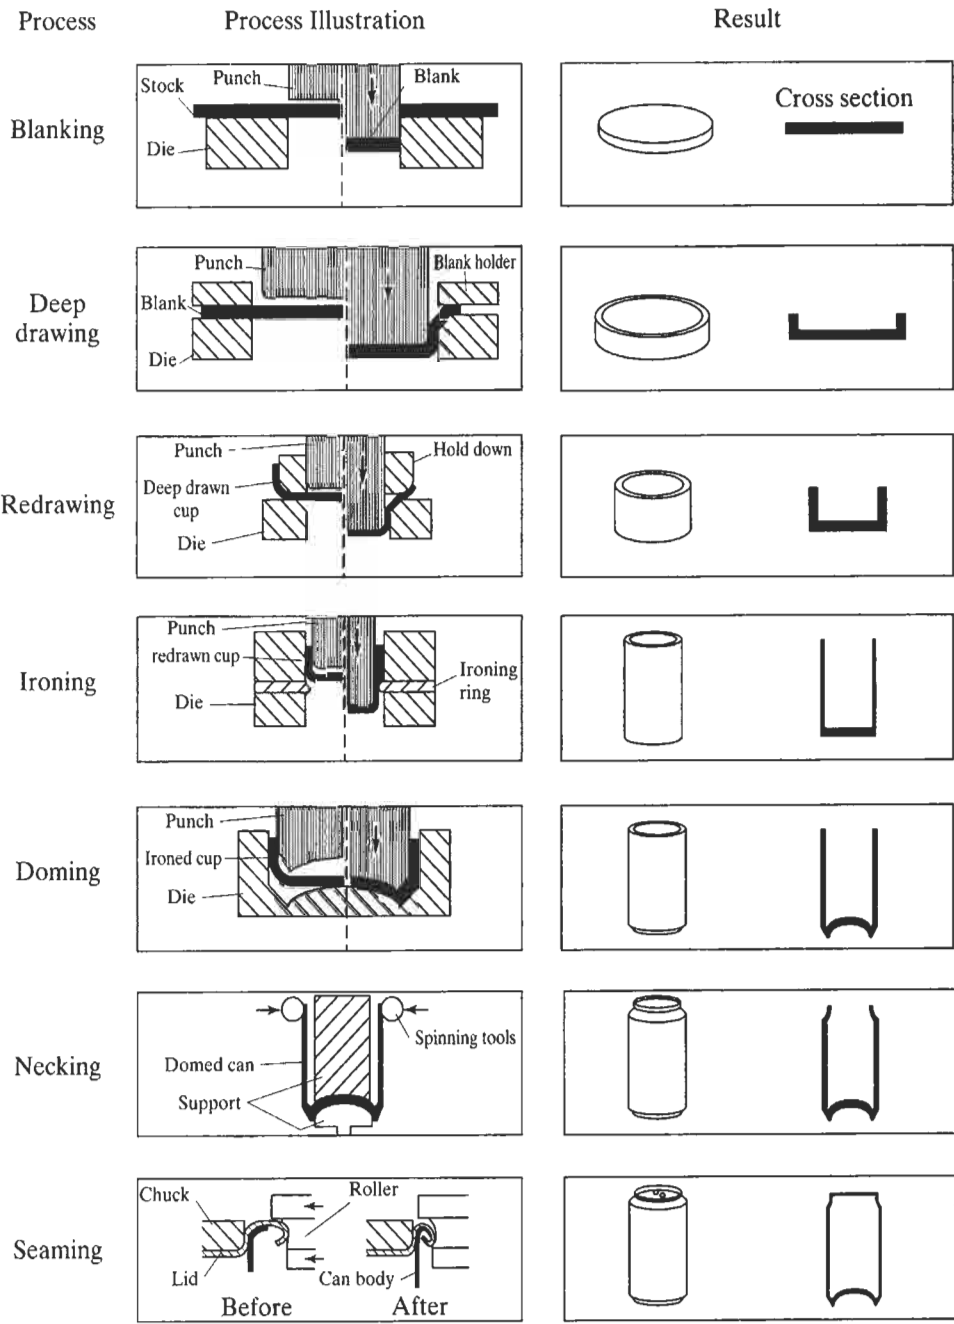 Process Process Illustration Result
Blanking
Punch
Blank
Stock
Die
Cross section
Deep
drawing
Punch
Blank holder
Blank
Die
Redrawing
Punch
Hold down
Deep drawn
cup
Die
Ironing
Punch
redrawn cup
Ironing
ring
Die
Doming
Punch
Ironed cup
Die
Necking
Spinning tools
Domed can
Support
Seaming
Chuck
Roller
Lid
Can body
Before After